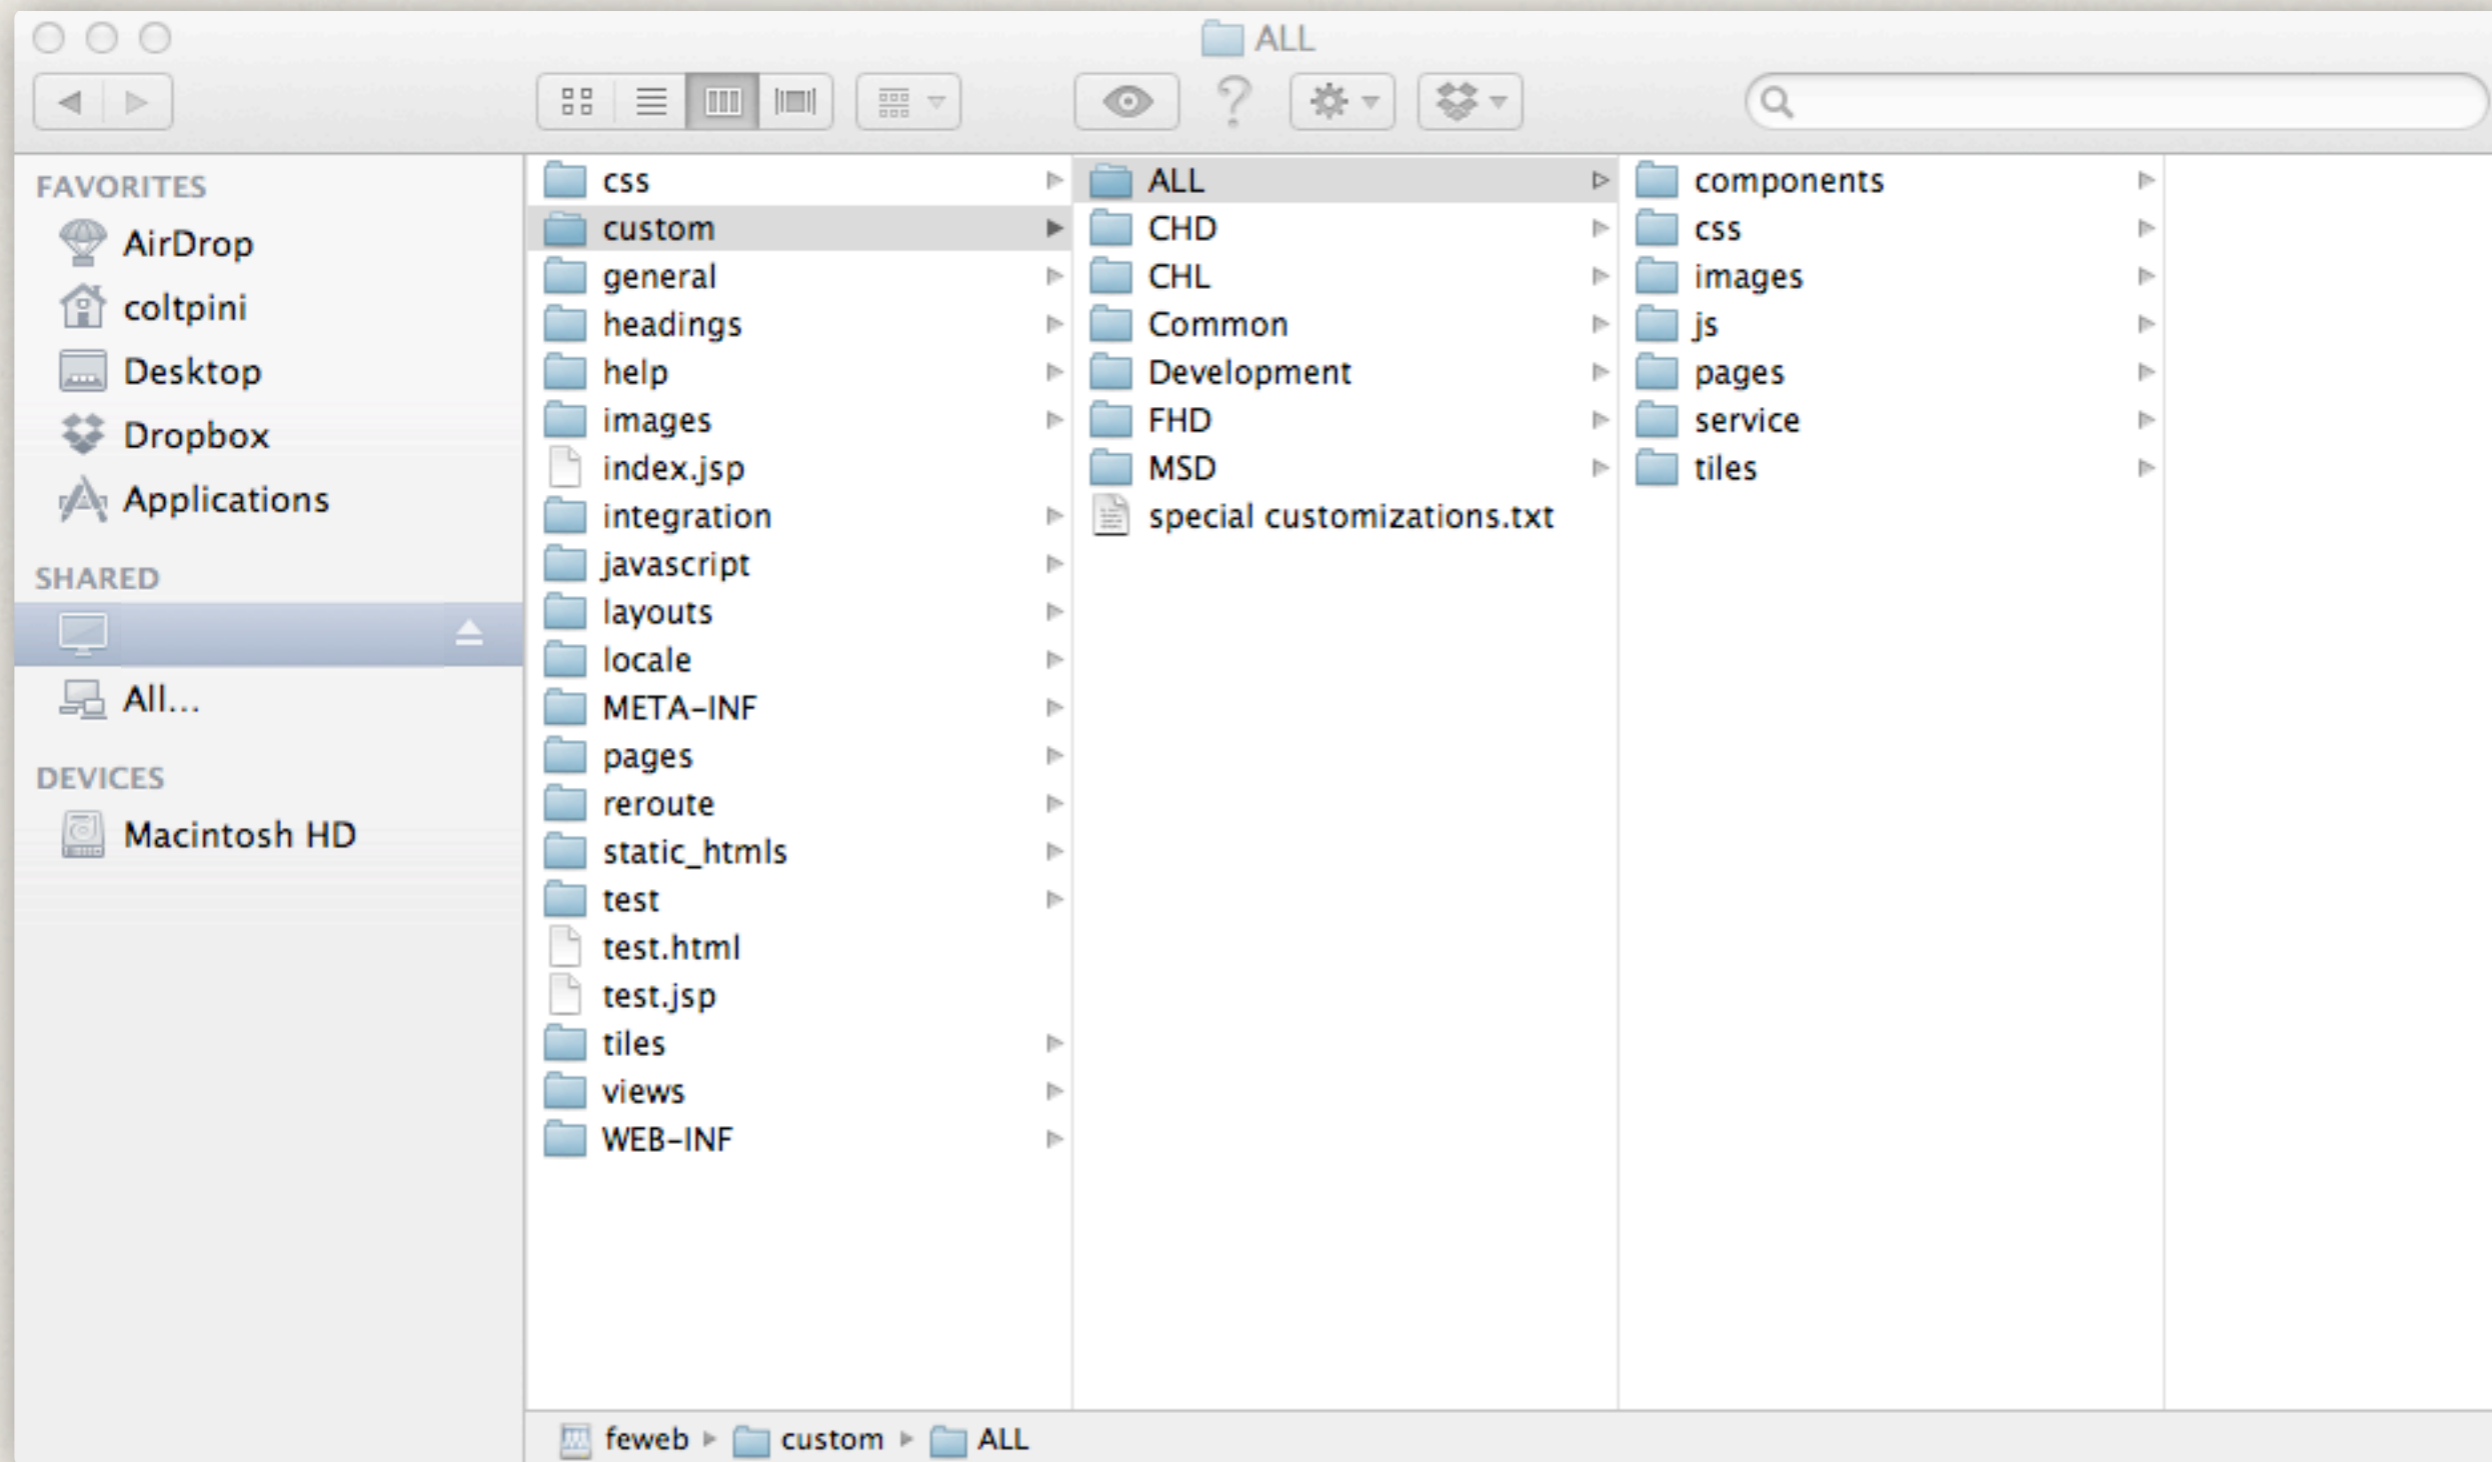 ALL
FAVORITES
AirDrop
coltpini
Desktop
Dropbox
Applications
SHARED
All...
DEVICES
Macintosh HD
css
custom
general
headings
help
images
index.jsp
integration
javascript
layouts
locale
META-INF
pages
reroute
static_htmls
test
test.html
test.jsp
tiles
views
WEB-INF
ALL
CHD
CHL
Common
Development
FHD
MSD
special customizations.txt
components
css
images
js
pages
service
tiles
feweb ▸ custom ▸ ALL